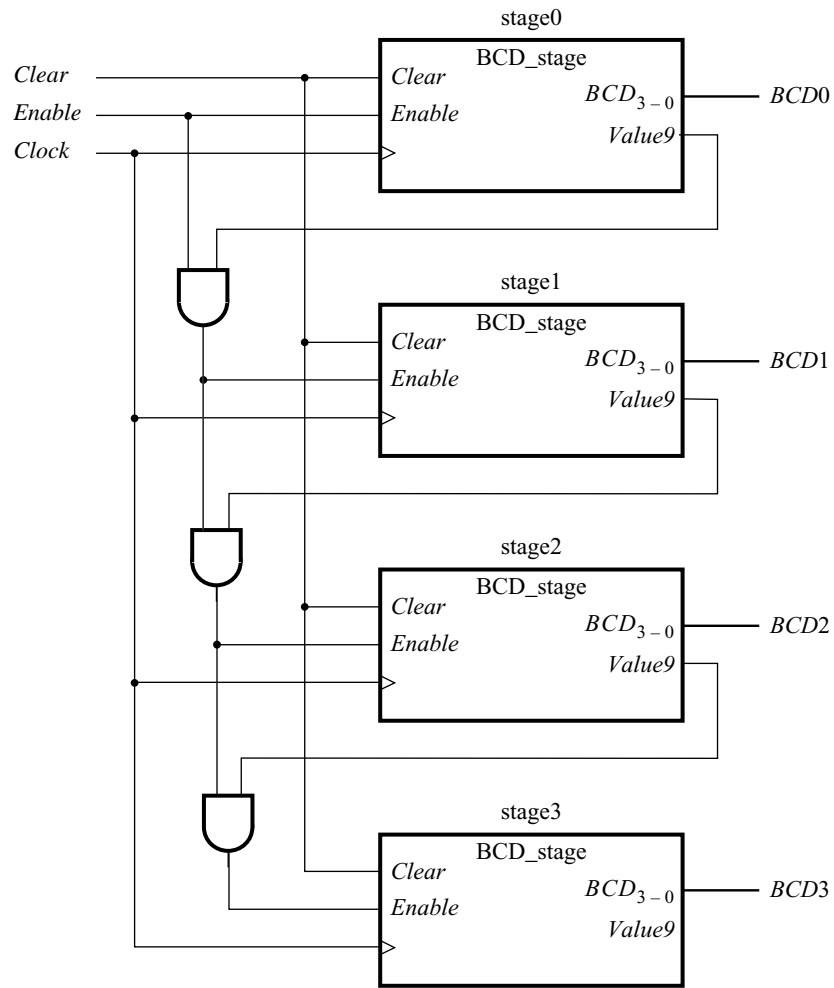 stage0
BCD_stage
Clear
Clear
BCD3 – 0
BCD0
Enable
Enable
Value9
Clock
stage1
BCD_stage
Clear
BCD3 – 0
BCD1
Enable
Value9
stage2
BCD_stage
Clear
BCD3 – 0
BCD2
Enable
Value9
stage3
BCD_stage
Clear
BCD3 – 0
BCD3
Enable
Value9